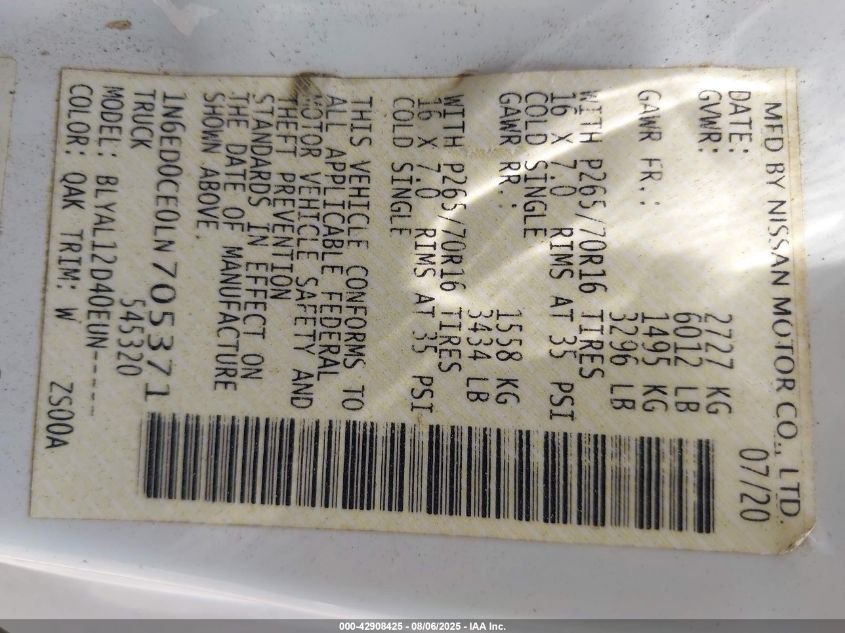 MFD BY NISSAN MOTOR CO., LTD.
DATE: 07/20
GVWR: 2727 KG
6012 LB
GAWR FR.: 1495 KG
3296 LB
WITH P265/70R16 TIRES
16 X 7.0 RIMS AT 35 PSI
COLD SINGLE
GAWR RR.: 1558 KG
3434 LB
WITH P265/70R16 TIRES
16 X 7.0 RIMS AT 35 PSI
COLD SINGLE
THIS VEHICLE CONFORMS TO
ALL APPLICABLE FEDERAL
MOTOR VEHICLE SAFETY AND
THEFT PREVENTION
STANDARDS IN EFFECT ON
THE DATE OF MANUFACTURE
SHOWN ABOVE.
1N6ED0CE0LN705371
TRUCK 545320
MODEL: BLYAL12D40EUN-----
COLOR: QAK TRIM: W ZS00A
000-42908425 - 08/06/2025 - IAA Inc.